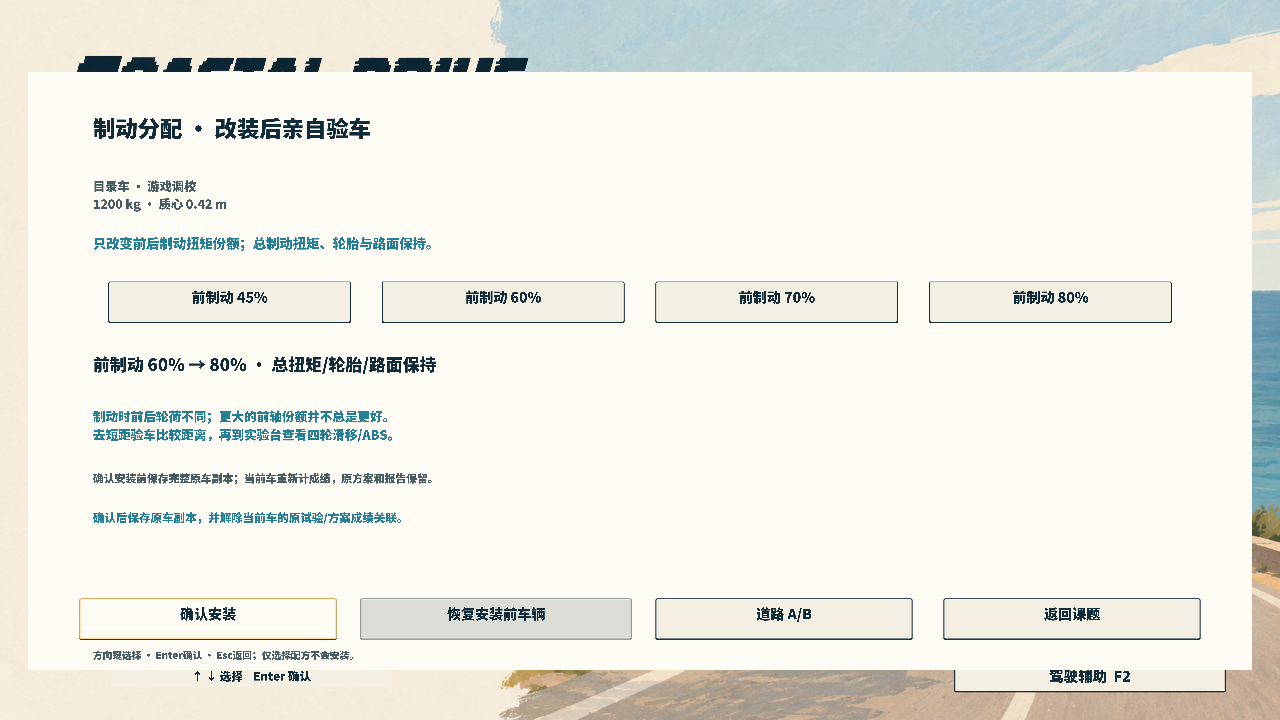 COASTAL DRIVE
制动分配 · 改装后亲自验车
目录车 · 游戏调校
1200 kg · 质心 0.42 m
只改变前后制动扭矩份额；总制动扭矩、轮胎与路面保持。
前制动 45%
前制动 60%
前制动 70%
前制动 80%
前制动 60% → 80% · 总扭矩/轮胎/路面保持
制动时前后轮荷不同；更大的前轴份额并不总是更好。
去短距验车比较距离，再到实验台查看四轮滑移/ABS。
确认安装前保存完整原车副本；当前车重新计成绩，原方案和报告保留。
确认后保存原车副本，并解除当前车的原试验/方案成绩关联。
确认安装
恢复安装前车辆
道路 A/B
返回课题
方向键选择 · Enter确认 · Esc返回；仅选择配方不会安装。
↑ ↓ 选择 Enter 确认
驾驶辅助 F2